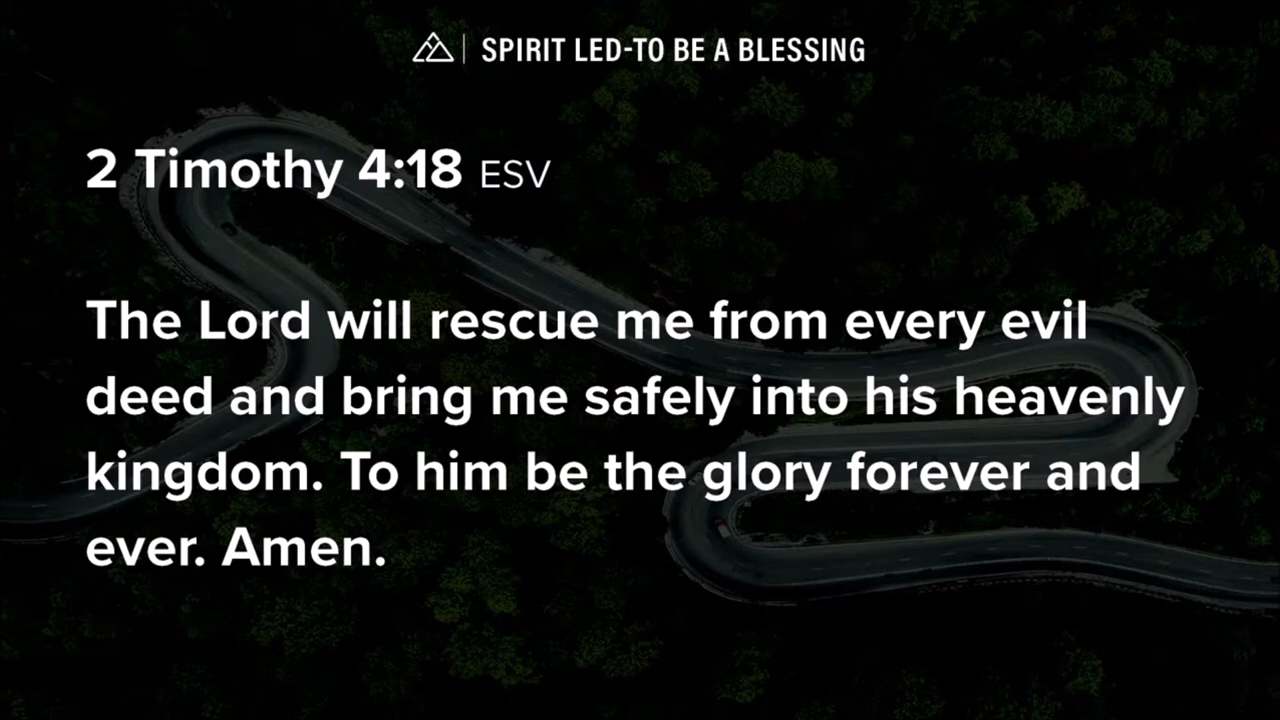 SPIRIT LED-TO BE A BLESSING
2 Timothy 4:18 ESV
The Lord will rescue me from every evil
deed and bring me safely into his heavenly
kingdom. To him be the glory forever and
ever. Amen.